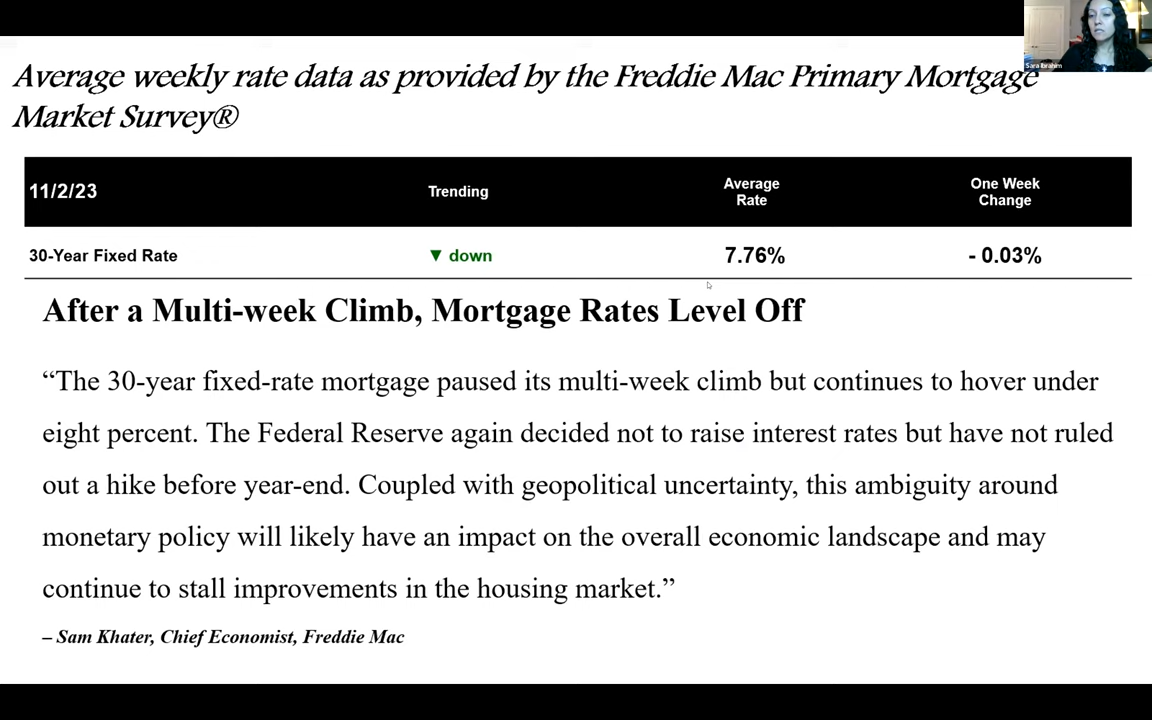 Sara Ibrahim
Average weekly rate data as provided by the Freddie Mac Primary Mortgage
Market Survey®
11/2/23 Trending Average Rate One Week Change
30-Year Fixed Rate ▼ down 7.76% - 0.03%
After a Multi-week Climb, Mortgage Rates Level Off
“The 30-year fixed-rate mortgage paused its multi-week climb but continues to hover under
eight percent. The Federal Reserve again decided not to raise interest rates but have not ruled
out a hike before year-end. Coupled with geopolitical uncertainty, this ambiguity around
monetary policy will likely have an impact on the overall economic landscape and may
continue to stall improvements in the housing market.”
– Sam Khater, Chief Economist, Freddie Mac